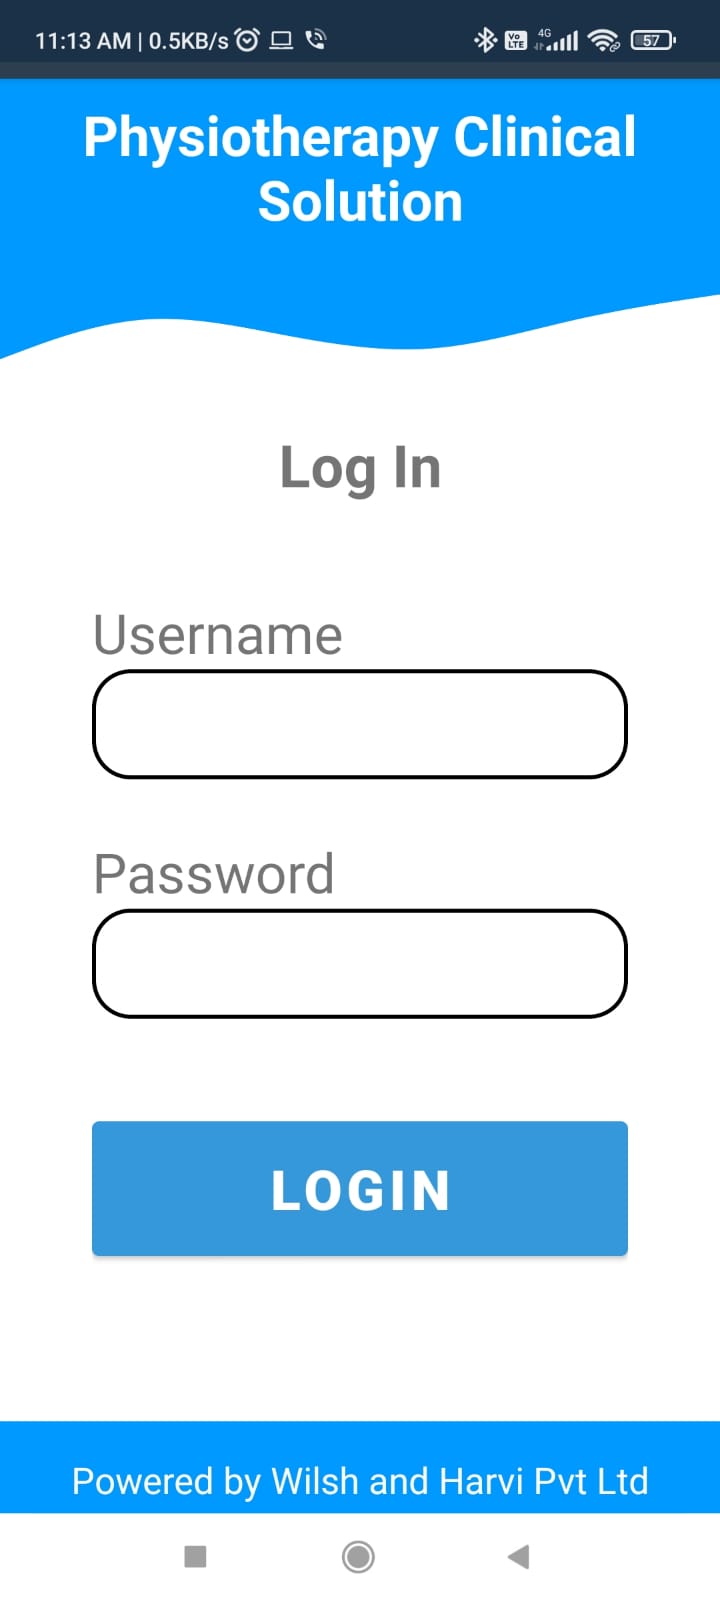 11:13 AM | 0.5KB/s Vo LTE 4G 57
Physiotherapy Clinical
Solution
Log In
Username
Password
LOGIN
Powered by Wilsh and Harvi Pvt Ltd